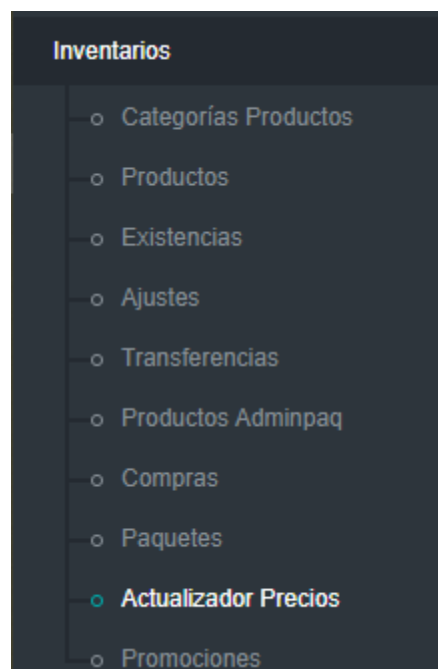 Inventarios
Categorías Productos
Productos
Existencias
Ajustes
Transferencias
Productos Adminpaq
Compras
Paquetes
Actualizador Precios
Promociones